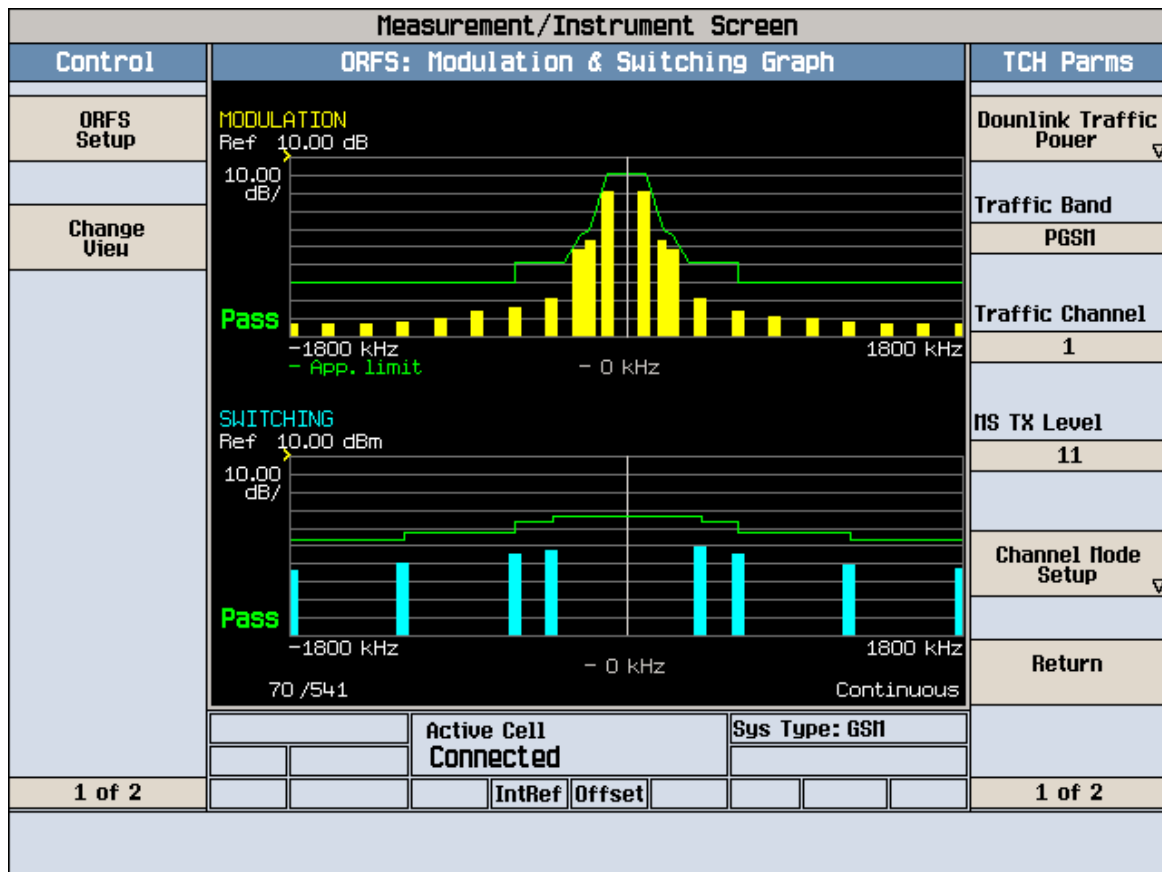 Measurement/Instrument Screen
Control
ORFS: Modulation & Switching Graph
TCH Parms
ORFS
Setup
Change
View
1 of 2
MODULATION
Ref 10.00 dB
10.00
dB/
Pass
-1800 kHz
1800 kHz
- App. limit
- 0 kHz
SWITCHING
Ref 10.00 dBm
10.00
dB/
Pass
-1800 kHz
1800 kHz
- 0 kHz
70 /541
Continuous
Active Cell
Connected
Sys Type: GSM
IntRef
Offset
Downlink Traffic
Power
Traffic Band
PGSM
Traffic Channel
1
MS TX Level
11
Channel Mode
Setup
Return
1 of 2